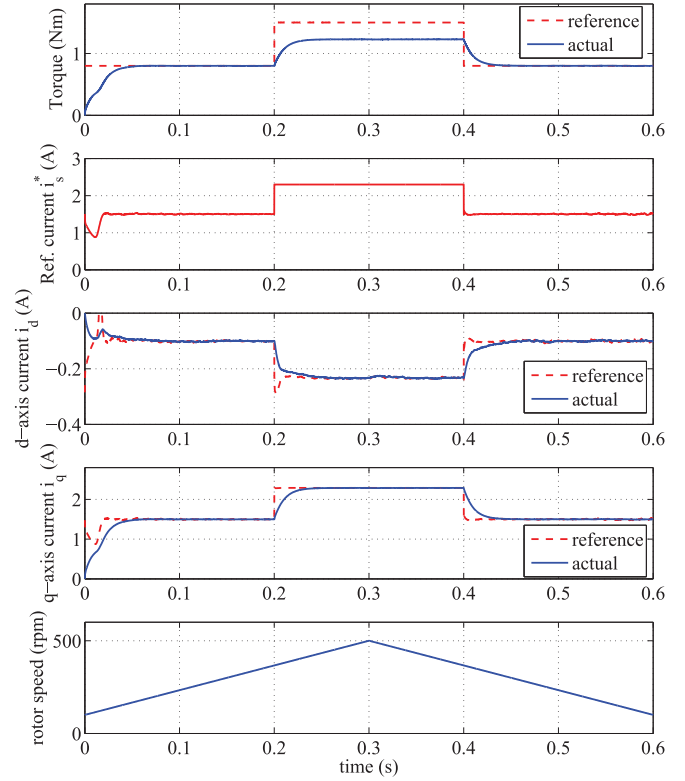 Torque (Nm)
1
0
0 0.1 0.2 0.3 0.4 0.5 0.6
reference
actual
Ref. current i_s^* (A)
3
2
1
0
0 0.1 0.2 0.3 0.4 0.5 0.6
d−axis current i_d (A)
0
−0.2
−0.4
0 0.1 0.2 0.3 0.4 0.5 0.6
reference
actual
q−axis current i_q (A)
2
1
0
0 0.1 0.2 0.3 0.4 0.5 0.6
reference
actual
rotor speed (rpm)
500
0
0 0.1 0.2 0.3 0.4 0.5 0.6
time (s)